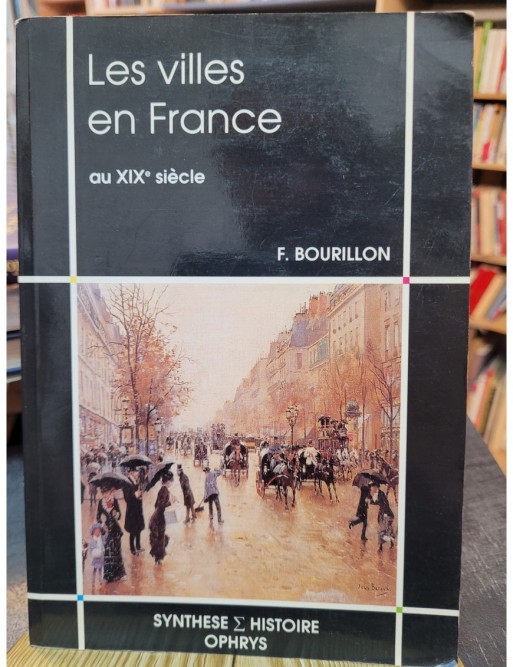 Les villes
en France
au XIXe siècle
F. BOURILLON
SYNTHESE Σ HISTOIRE
OPHRYS